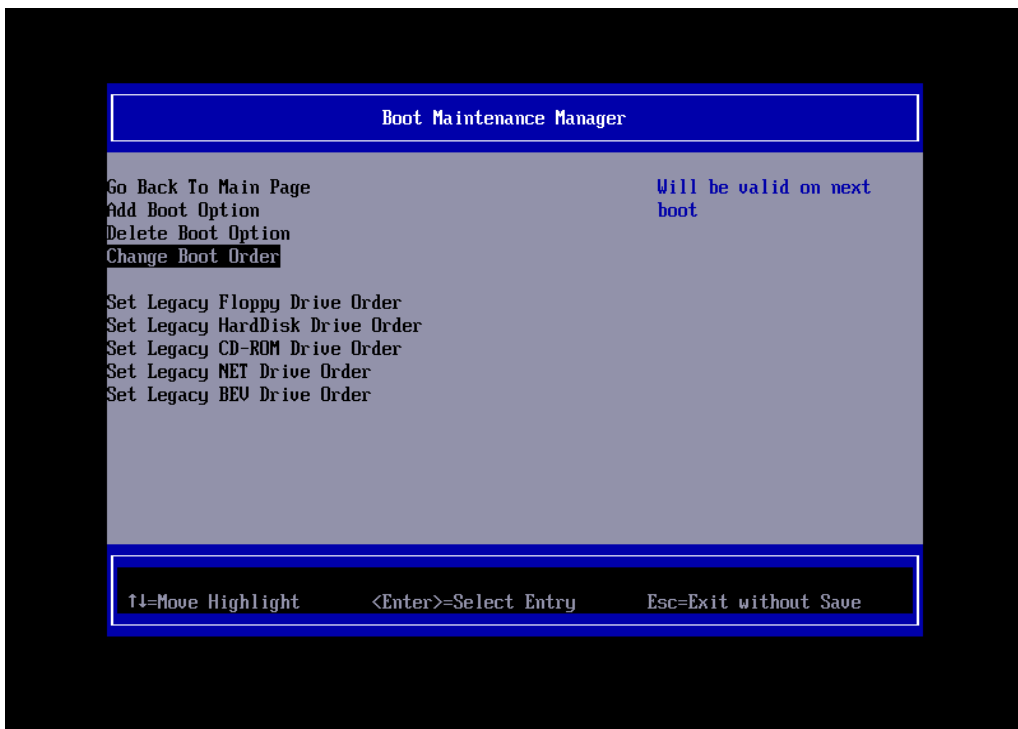 Boot Maintenance Manager
Go Back To Main Page
Add Boot Option
Delete Boot Option
Change Boot Order
Will be valid on next
boot
Set Legacy Floppy Drive Order
Set Legacy HardDisk Drive Order
Set Legacy CD-ROM Drive Order
Set Legacy NET Drive Order
Set Legacy BEV Drive Order
↑↓=Move Highlight <Enter>=Select Entry Esc=Exit without Save